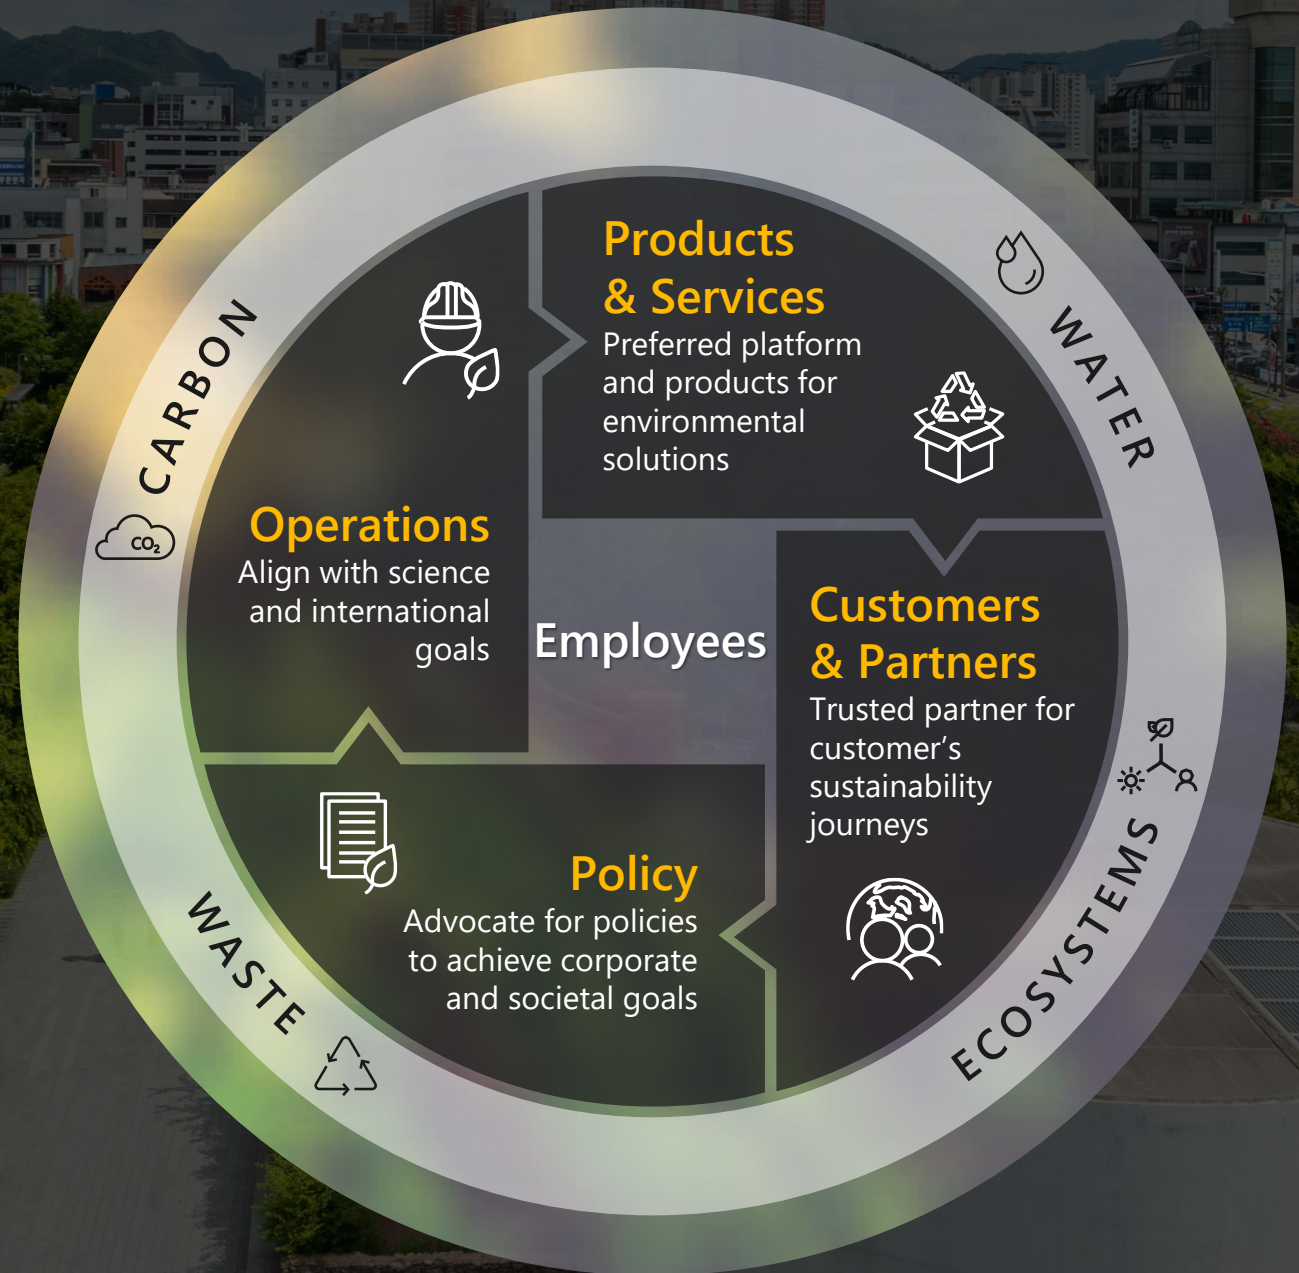 CARBON
CO₂
WATER
Products
& Services
Preferred platform
and products for
environmental
solutions
Operations
Align with science
and international
goals
Employees
Customers
& Partners
Trusted partner for
customer's
sustainability
journeys
Policy
Advocate for policies
to achieve corporate
and societal goals
WASTE
ECOSYSTEMS